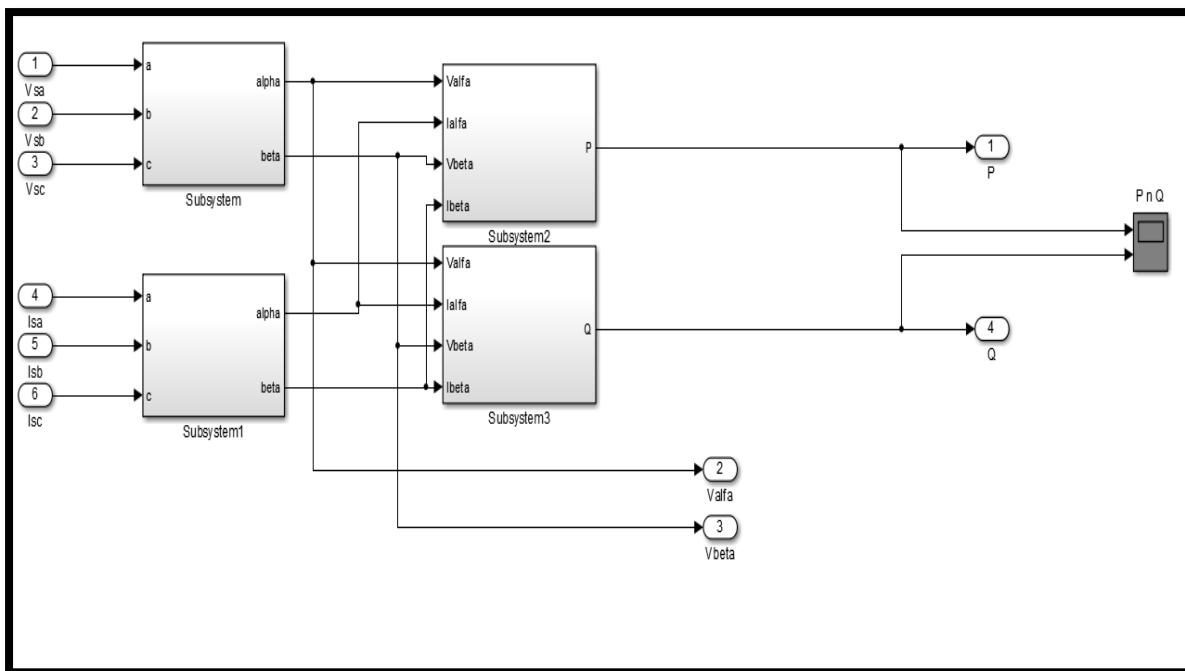 1
Vsa
2
Vsb
3
Vsc
a
b
c
alpha
beta
Subsystem
4
Isa
5
Isb
6
Isc
a
b
c
alpha
beta
Subsystem1
Valfa
Ialfa
Vbeta
Ibeta
P
Subsystem2
Valfa
Ialfa
Vbeta
Ibeta
Q
Subsystem3
1
P
P n Q
4
Q
2
Valfa
3
Vbeta